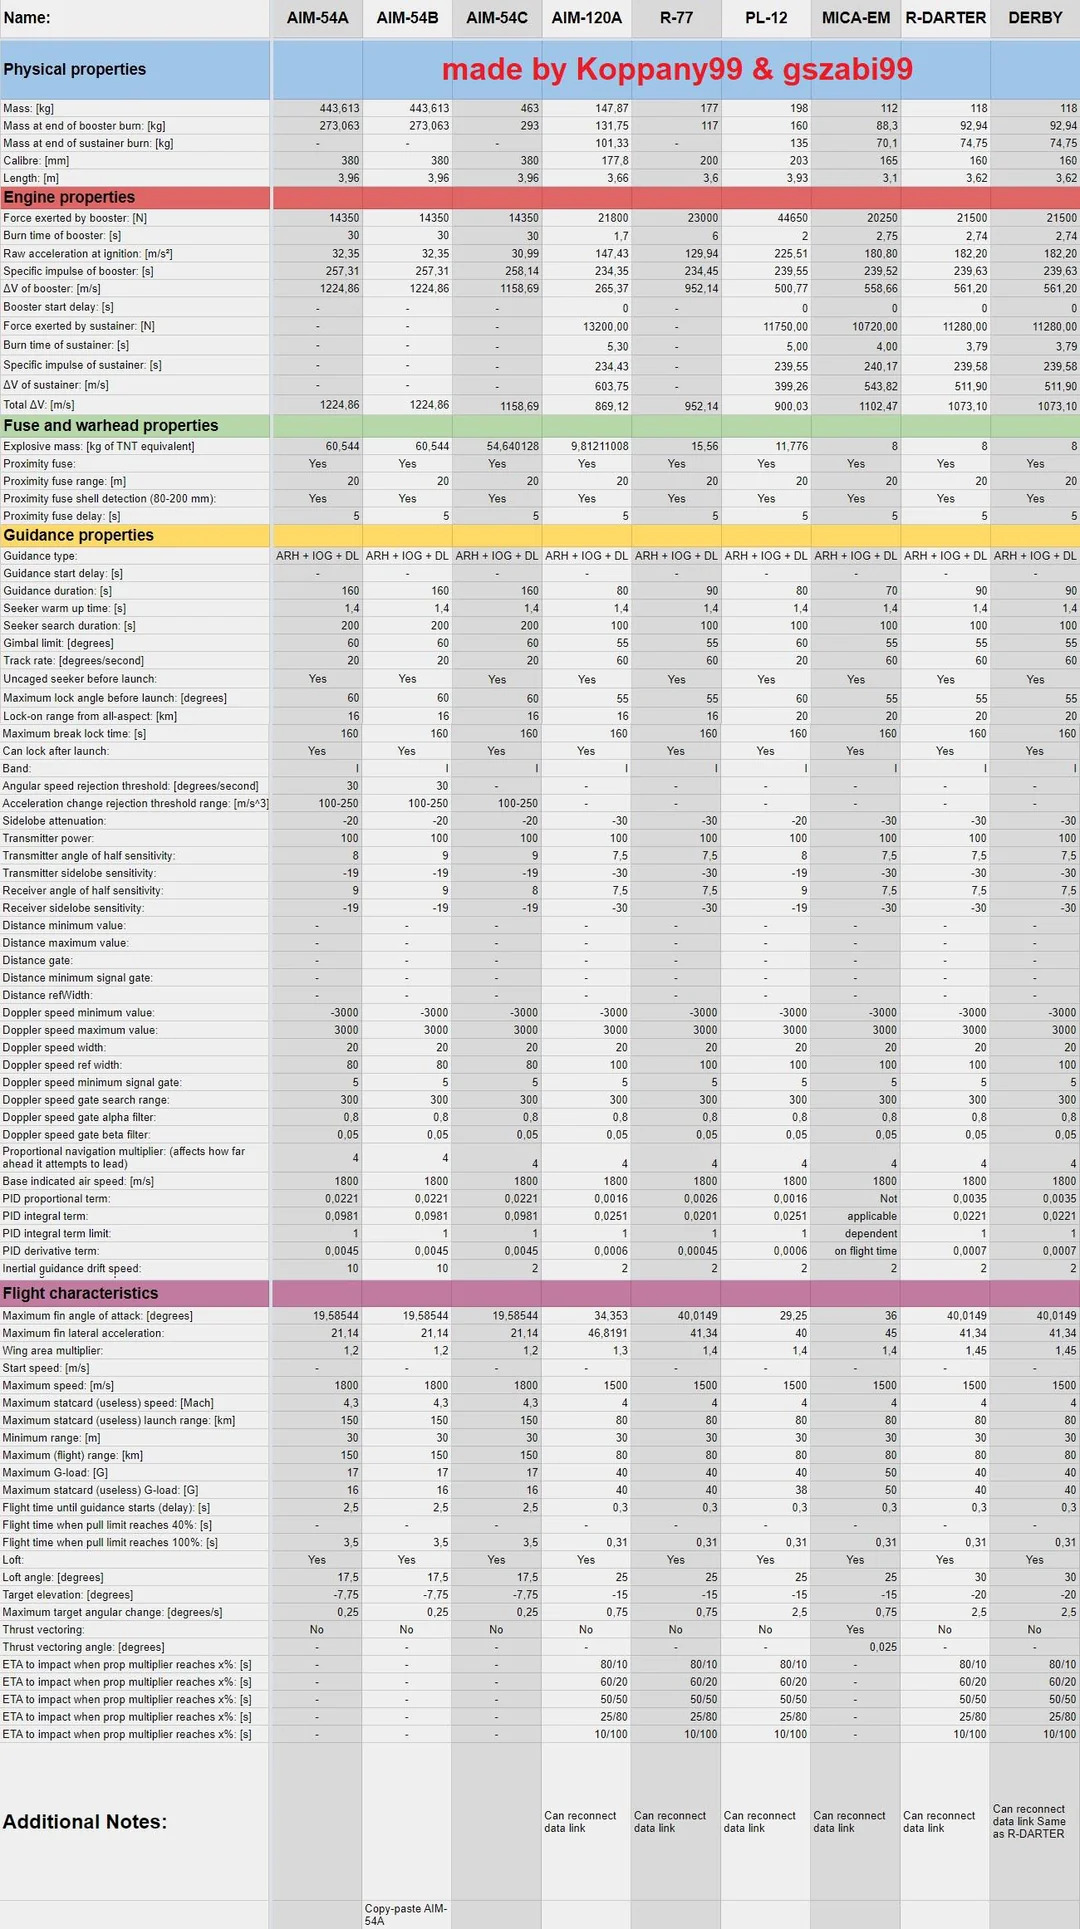 Name: AIM-54A AIM-54B AIM-54C AIM-120A R-77 PL-12 MICA-EM R-DARTER DERBY
Physical properties made by Koppany99 & gszabi99
Mass: [kg] 443,613 443,613 463 147,87 177 198 112 118 118
Mass at end of booster burn: [kg] 273,063 273,063 293 131,75 117 160 88,3 92,94 92,94
Mass at end of sustainer burn: [kg] - - - 101,33 - 135 70,1 74,75 74,75
Calibre: [mm] 380 380 380 177,8 200 203 165 160 160
Length: [m] 3,96 3,96 3,96 3,66 3,6 3,93 3,1 3,62 3,62
Engine properties
Force exerted by booster: [N] 14350 14350 14350 21800 23000 44650 20250 21500 21500
Burn time of booster: [s] 30 30 30 1,7 6 2 2,75 2,74 2,74
Raw acceleration at ignition: [m/s²] 32,35 32,35 30,99 147,43 129,94 225,51 180,80 182,20 182,20
Specific impulse of booster: [s] 257,31 257,31 258,14 234,35 234,45 239,55 239,52 239,63 239,63
ΔV of booster: [m/s] 1224,86 1224,86 1158,69 265,37 952,14 500,77 558,66 561,20 561,20
Booster start delay: [s] - - - 0 - 0 0 0 0
Force exerted by sustainer: [N] - - - 13200,00 - 11750,00 10720,00 11280,00 11280,00
Burn time of sustainer: [s] - - - 5,30 - 5,00 4,00 3,79 3,79
Specific impulse of sustainer: [s] - - - 234,43 - 239,55 240,17 239,58 239,58
ΔV of sustainer: [m/s] - - - 603,75 - 399,26 543,82 511,90 511,90
Total ΔV: [m/s] 1224,86 1224,86 1158,69 869,12 952,14 900,03 1102,47 1073,10 1073,10
Fuse and warhead properties
Explosive mass: [kg of TNT equivalent] 60,544 60,544 54,640128 9,81211008 15,56 11,776 8 8 8
Proximity fuse: Yes Yes Yes Yes Yes Yes Yes Yes Yes
Proximity fuse range: [m] 20 20 20 20 20 20 20 20 20
Proximity fuse shell detection (80-200 mm): Yes Yes Yes Yes Yes Yes Yes Yes Yes
Proximity fuse delay: [s] 5 5 5 5 5 5 5 5 5
Guidance properties
Guidance type: ARH + IOG + DL ARH + IOG + DL ARH + IOG + DL ARH + IOG + DL ARH + IOG + DL ARH + IOG + DL ARH + IOG + DL ARH + IOG + DL ARH + IOG + DL
Guidance start delay: [s] - - - - - - - - -
Guidance duration: [s] 160 160 160 80 90 80 70 90 90
Seeker warm up time: [s] 1,4 1,4 1,4 1,4 1,4 1,4 1,4 1,4 1,4
Seeker search duration: [s] 200 200 200 100 100 100 100 100 100
Gimbal limit: [degrees] 60 60 60 55 55 60 55 55 55
Track rate: [degrees/second] 20 20 20 60 60 20 60 60 60
Uncaged seeker before launch: Yes Yes Yes Yes Yes Yes Yes Yes Yes
Maximum lock angle before launch: [degrees] 60 60 60 55 55 60 55 55 55
Lock-on range from all-aspect: [km] 16 16 16 16 16 20 20 20 20
Maximum break lock time: [s] 160 160 160 160 160 160 160 160 160
Can lock after launch: Yes Yes Yes Yes Yes Yes Yes Yes Yes
Band: I I I I I I I I I
Angular speed rejection threshold: [degrees/second] 30 30 - - - - - - -
Acceleration change rejection threshold range: [m/s^3] 100-250 100-250 100-250 - - - - - -
Sidelobe attenuation: -20 -20 -20 -30 -30 -20 -30 -30 -30
Transmitter power: 100 100 100 100 100 100 100 100 100
Transmitter angle of half sensitivity: 8 9 9 7,5 7,5 8 7,5 7,5 7,5
Transmitter sidelobe sensitivity: -19 -19 -19 -30 -30 -19 -30 -30 -30
Receiver angle of half sensitivity: 9 9 8 7,5 7,5 9 7,5 7,5 7,5
Receiver sidelobe sensitivity: -19 -19 -19 -30 -30 -19 -30 -30 -30
Distance minimum value: - - - - - - - - -
Distance maximum value: - - - - - - - - -
Distance gate: - - - - - - - - -
Distance minimum signal gate: - - - - - - - - -
Distance refWidth: - - - - - - - - -
Doppler speed minimum value: -3000 -3000 -3000 -3000 -3000 -3000 -3000 -3000 -3000
Doppler speed maximum value: 3000 3000 3000 3000 3000 3000 3000 3000 3000
Doppler speed width: 20 20 20 20 20 20 20 20 20
Doppler speed ref width: 80 80 80 100 100 100 100 100 100
Doppler speed minimum signal gate: 5 5 5 5 5 5 5 5 5
Doppler speed gate search range: 300 300 300 300 300 300 300 300 300
Doppler speed gate alpha filter: 0,8 0,8 0,8 0,8 0,8 0,8 0,8 0,8 0,8
Doppler speed gate beta filter: 0,05 0,05 0,05 0,05 0,05 0,05 0,05 0,05 0,05
Proportional navigation multiplier: (affects how far
ahead it attempts to lead) 4 4 4 4 4 4 4 4 4
Base indicated air speed: [m/s] 1800 1800 1800 1800 1800 1800 1800 1800 1800
PID proportional term: 0,0221 0,0221 0,0221 0,0016 0,0026 0,0016 Not 0,0035 0,0035
PID integral term: 0,0981 0,0981 0,0981 0,0251 0,0201 0,0251 applicable 0,0221 0,0221
PID integral term limit: 1 1 1 1 1 1 dependent 1 1
PID derivative term: 0,0045 0,0045 0,0045 0,0006 0,00045 0,0006 on flight time 0,0007 0,0007
Inertial guidance drift speed: 10 10 2 2 2 2 2 2 2
Flight characteristics
Maximum fin angle of attack: [degrees] 19,58544 19,58544 19,58544 34,353 40,0149 29,25 36 40,0149 40,0149
Maximum fin lateral acceleration: 21,14 21,14 21,14 46,8191 41,34 40 45 41,34 41,34
Wing area multiplier: 1,2 1,2 1,2 1,3 1,4 1,4 1,4 1,45 1,45
Start speed: [m/s] - - - - - - - - -
Maximum speed: [m/s] 1800 1800 1800 1500 1500 1500 1500 1500 1500
Maximum statcard (useless) speed: [Mach] 4,3 4,3 4,3 4 4 4 4 4 4
Maximum statcard (useless) launch range: [km] 150 150 150 80 80 80 80 80 80
Minimum range: [m] 30 30 30 30 30 30 30 30 30
Maximum (flight) range: [km] 150 150 150 80 80 80 80 80 80
Maximum G-load: [G] 17 17 17 40 40 40 50 40 40
Maximum statcard (useless) G-load: [G] 16 16 16 40 40 38 50 40 40
Flight time until guidance starts (delay): [s] 2,5 2,5 2,5 0,3 0,3 0,3 0,3 0,3 0,3
Flight time when pull limit reaches 40%: [s] - - - - - - - - -
Flight time when pull limit reaches 100%: [s] 3,5 3,5 3,5 0,31 0,31 0,31 0,31 0,31 0,31
Loft: Yes Yes Yes Yes Yes Yes Yes Yes Yes
Loft angle: [degrees] 17,5 17,5 17,5 25 25 25 25 30 30
Target elevation: [degrees] -7,75 -7,75 -7,75 -15 -15 -15 -15 -20 -20
Maximum target angular change: [degrees/s] 0,25 0,25 0,25 0,75 0,75 2,5 0,75 2,5 2,5
Thrust vectoring: No No No No No No Yes No No
Thrust vectoring angle: [degrees] - - - - - - 0,025 - -
ETA to impact when prop multiplier reaches x%: [s] - - - 80/10 80/10 80/10 - 80/10 80/10
ETA to impact when prop multiplier reaches x%: [s] - - - 60/20 60/20 60/20 - 60/20 60/20
ETA to impact when prop multiplier reaches x%: [s] - - - 50/50 50/50 50/50 - 50/50 50/50
ETA to impact when prop multiplier reaches x%: [s] - - - 25/80 25/80 25/80 - 25/80 25/80
ETA to impact when prop multiplier reaches x%: [s] - - - 10/100 10/100 10/100 - 10/100 10/100
Additional Notes:
Can reconnect
data link
Can reconnect
data link
Can reconnect
data link
Can reconnect
data link
Can reconnect
data link
Can reconnect
data link Same
as R-DARTER
Copy-paste AIM-
54A